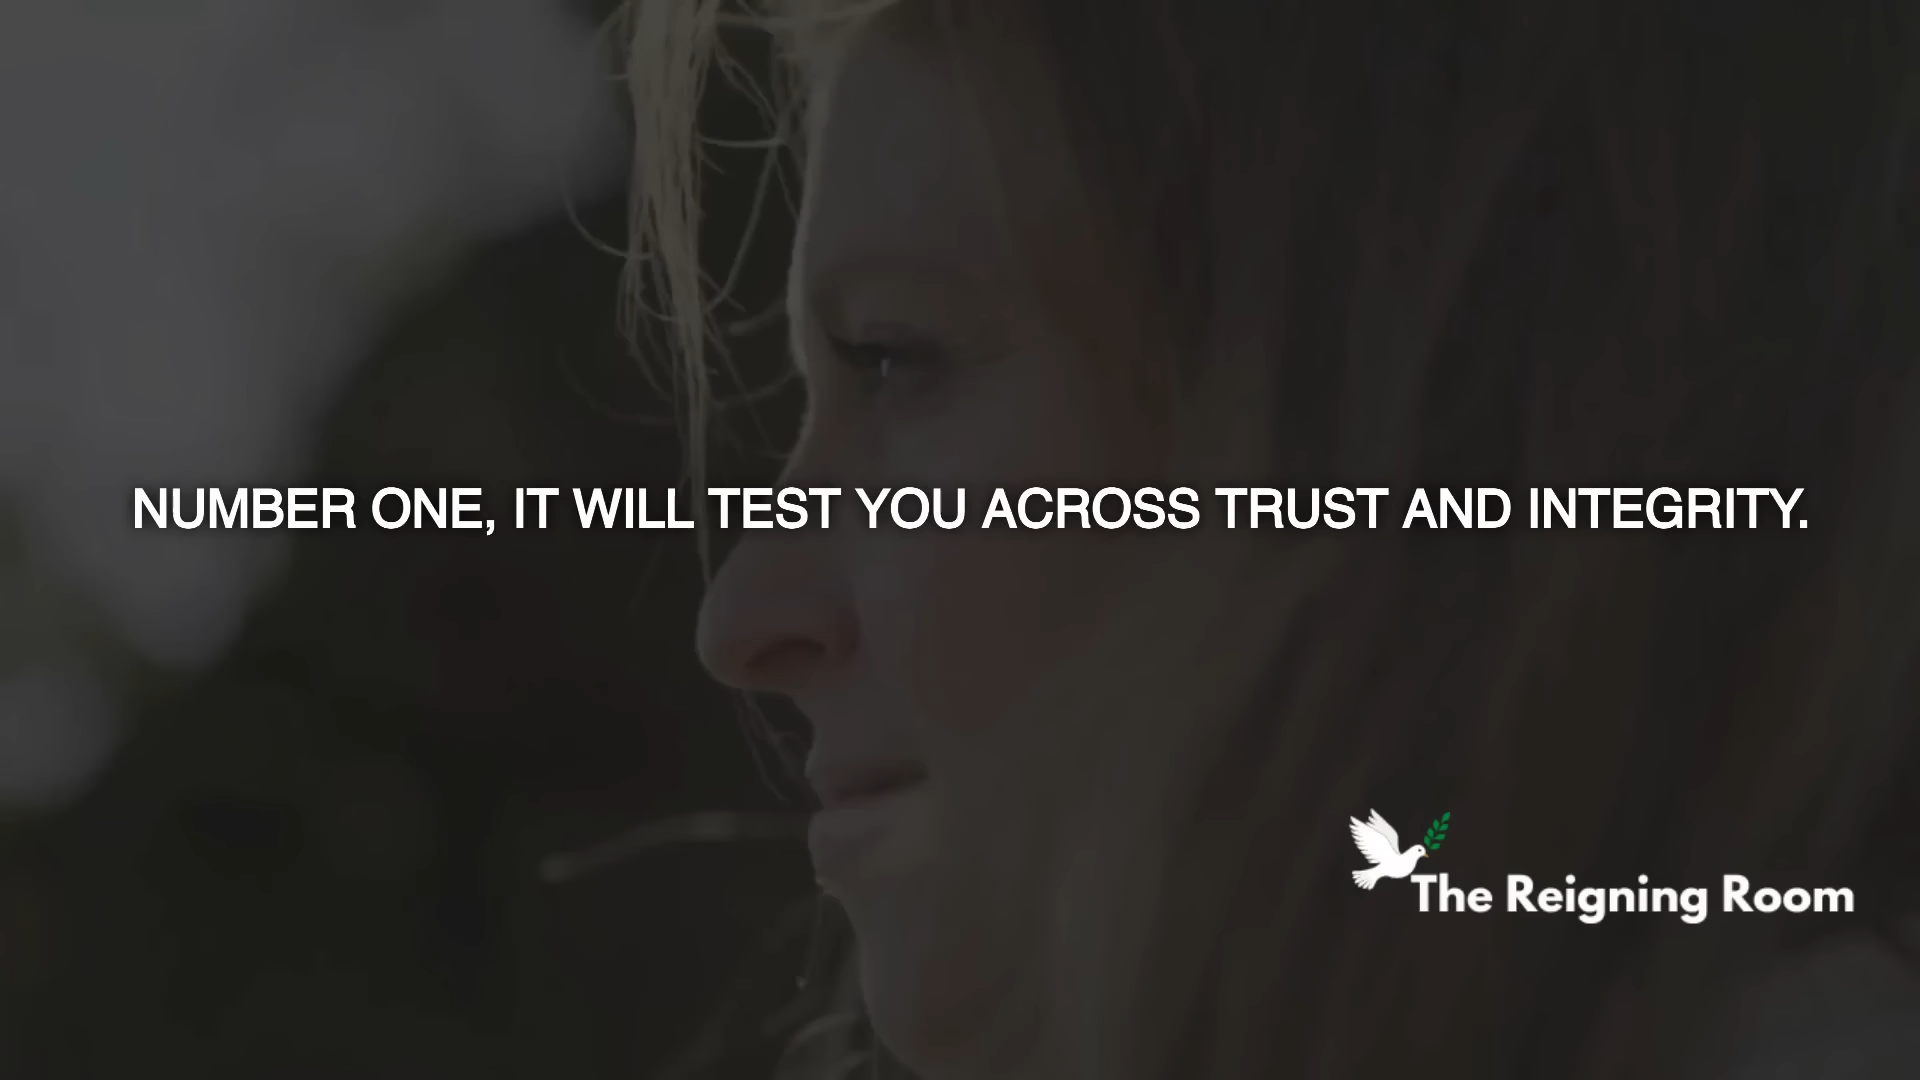 NUMBER ONE, IT WILL TEST YOU ACROSS TRUST AND INTEGRITY.
The Reigning Room